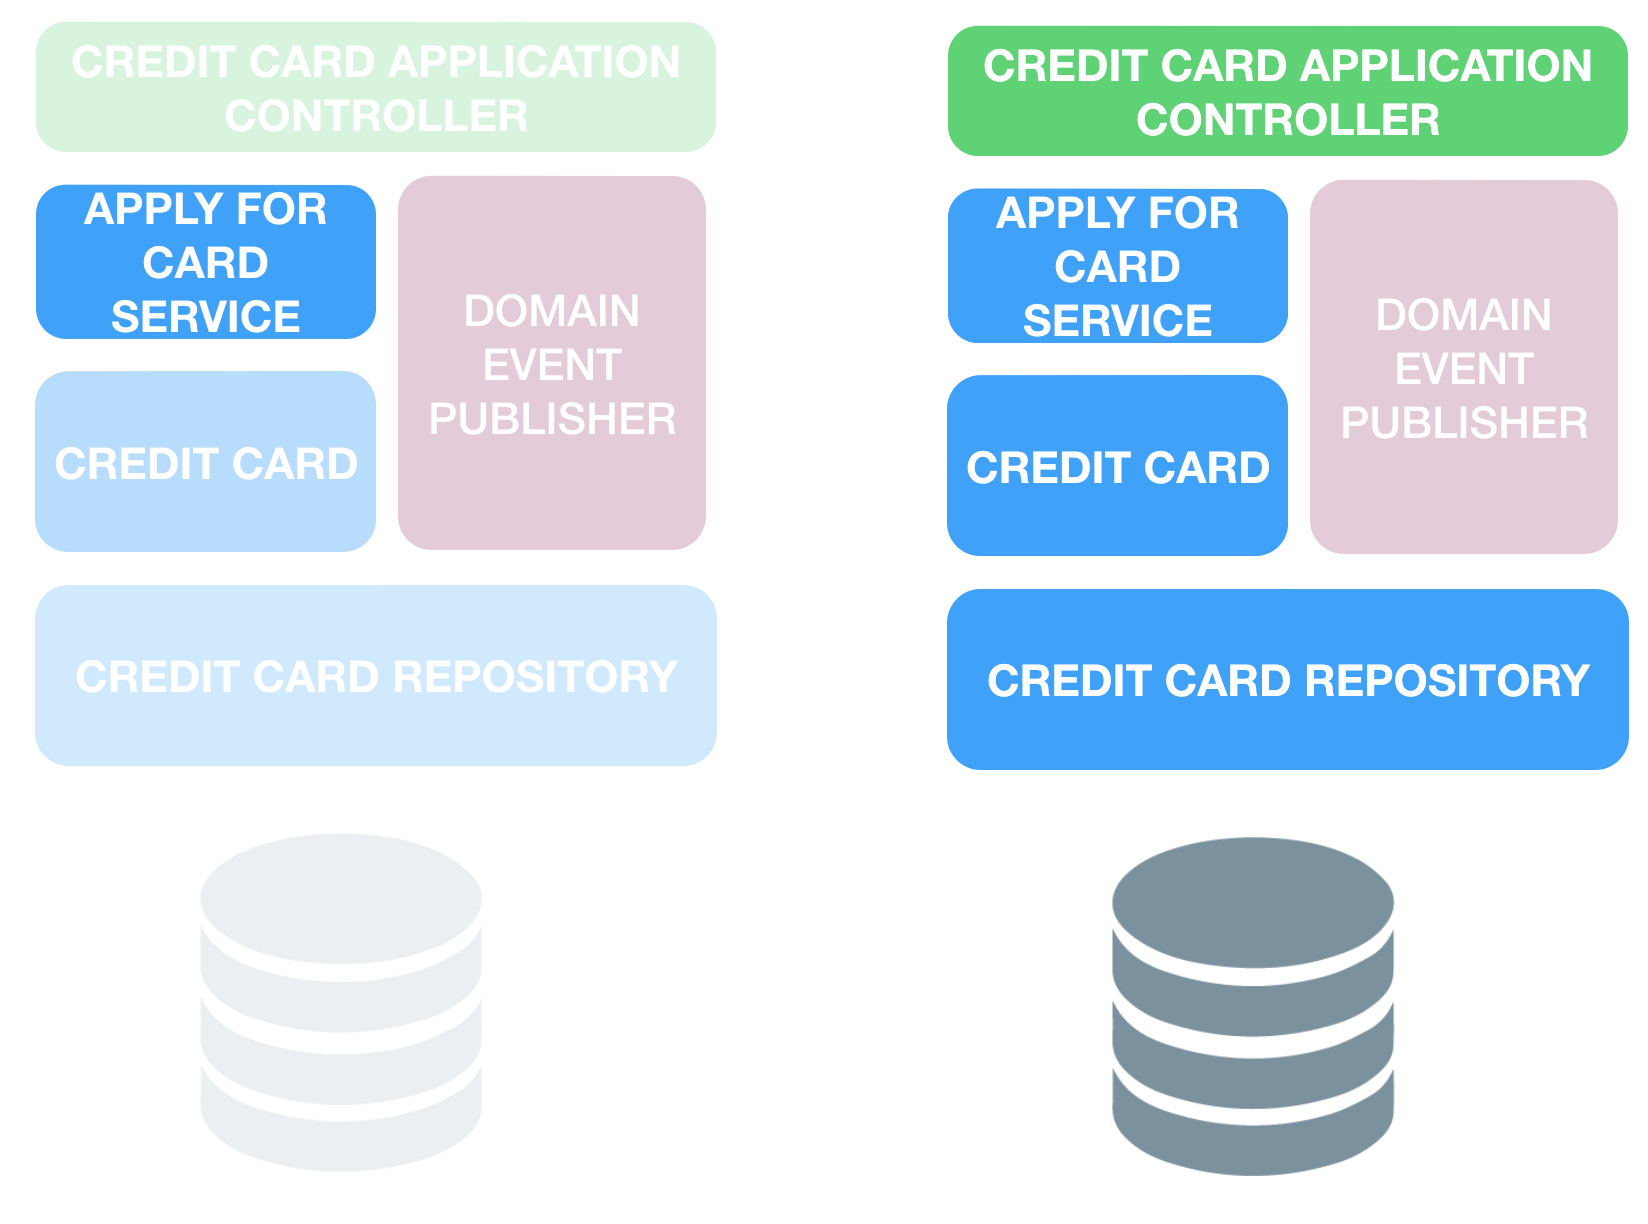 CREDIT CARD APPLICATION
CONTROLLER
APPLY FOR
CARD
SERVICE
DOMAIN
EVENT
PUBLISHER
CREDIT CARD
CREDIT CARD REPOSITORY
CREDIT CARD APPLICATION
CONTROLLER
APPLY FOR
CARD
SERVICE
DOMAIN
EVENT
PUBLISHER
CREDIT CARD
CREDIT CARD REPOSITORY